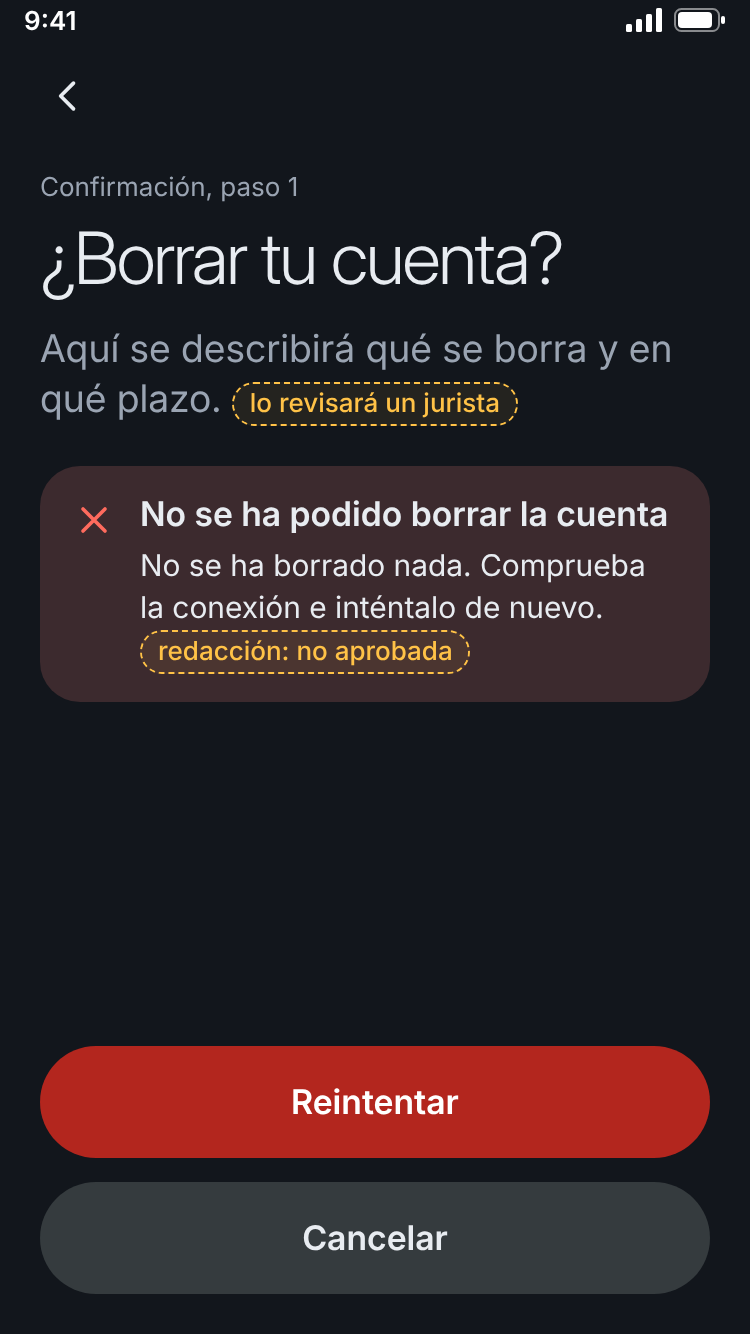 9:41
Confirmación, paso 1
¿Borrar tu cuenta?
Aquí se describirá qué se borra y en
qué plazo. lo revisará un jurista
No se ha podido borrar la cuenta
No se ha borrado nada. Comprueba
la conexión e inténtalo de nuevo.
redacción: no aprobada
Reintentar
Cancelar